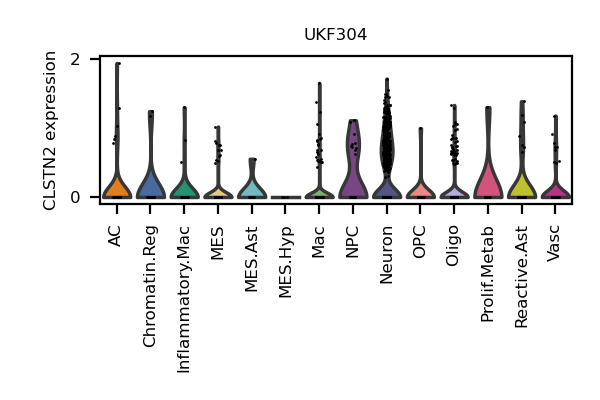 UKF304
CLSTN2 expression
2
0
AC
Chromatin.Reg
Inflammatory.Mac
MES
MES.Ast
MES.Hyp
Mac
NPC
Neuron
OPC
Oligo
Prolif.Metab
Reactive.Ast
Vasc